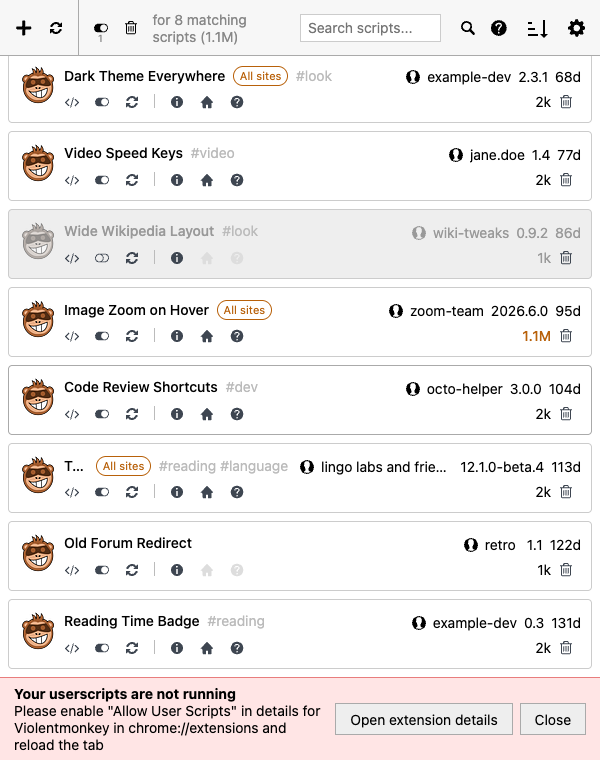 1
for 8 matching
scripts (1.1M)
Search scripts...
Dark Theme Everywhere All sites #look example-dev 2.3.1 68d
2k
Video Speed Keys #video jane.doe 1.4 77d
2k
Wide Wikipedia Layout #look wiki-tweaks 0.9.2 86d
1k
Image Zoom on Hover All sites zoom-team 2026.6.0 95d
1.1M
Code Review Shortcuts #dev octo-helper 3.0.0 104d
2k
T... All sites #reading #language lingo labs and frie... 12.1.0-beta.4 113d
2k
Old Forum Redirect retro 1.1 122d
1k
Reading Time Badge #reading example-dev 0.3 131d
2k
Your userscripts are not running
Please enable "Allow User Scripts" in details for
Violentmonkey in chrome://extensions and
reload the tab
Open extension details
Close